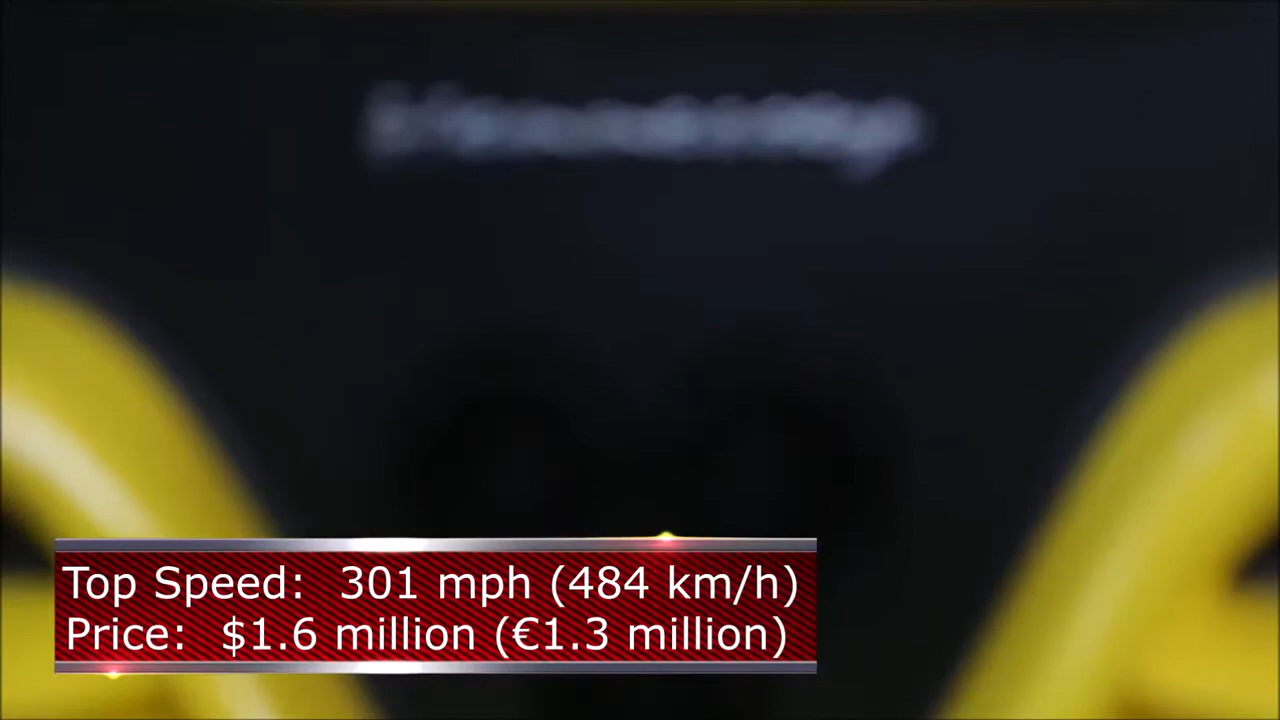 Top Speed: 301 mph (484 km/h)
Price: $1.6 million (€1.3 million)